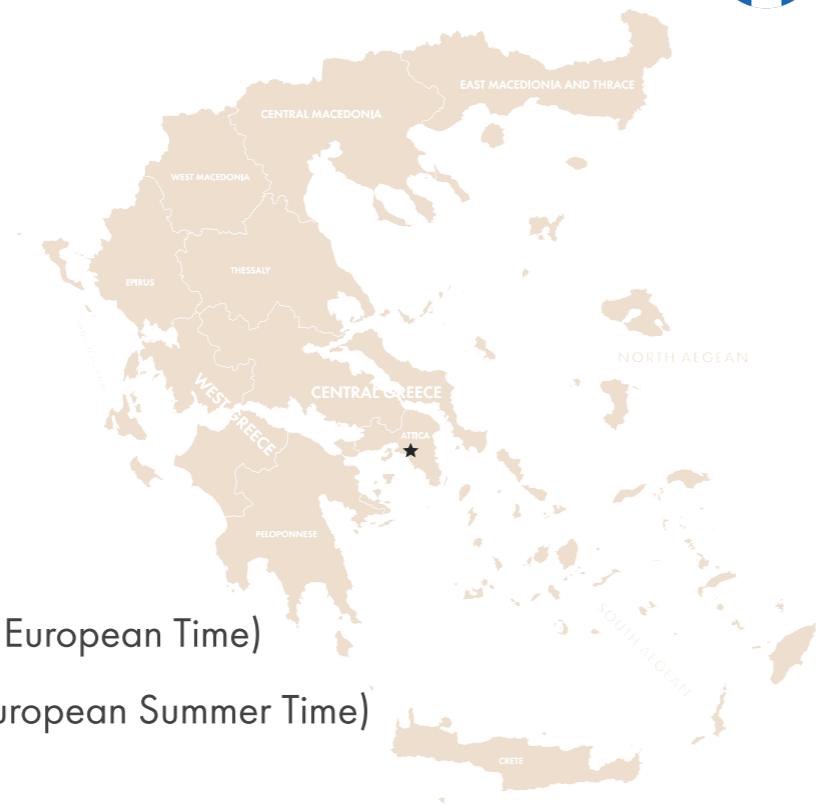 EAST MACEDIONIA AND THRACE
CENTRAL MACEDONIA
WEST MACEDONIA
THESSALY
EPIRUS
NORTH AEGEAN
WEST GREECE
CENTRAL GREECE
ATTICA
PELOPONNESE
European Time)
SOUTH AEGEAN
uropean Summer Time)
CRETE